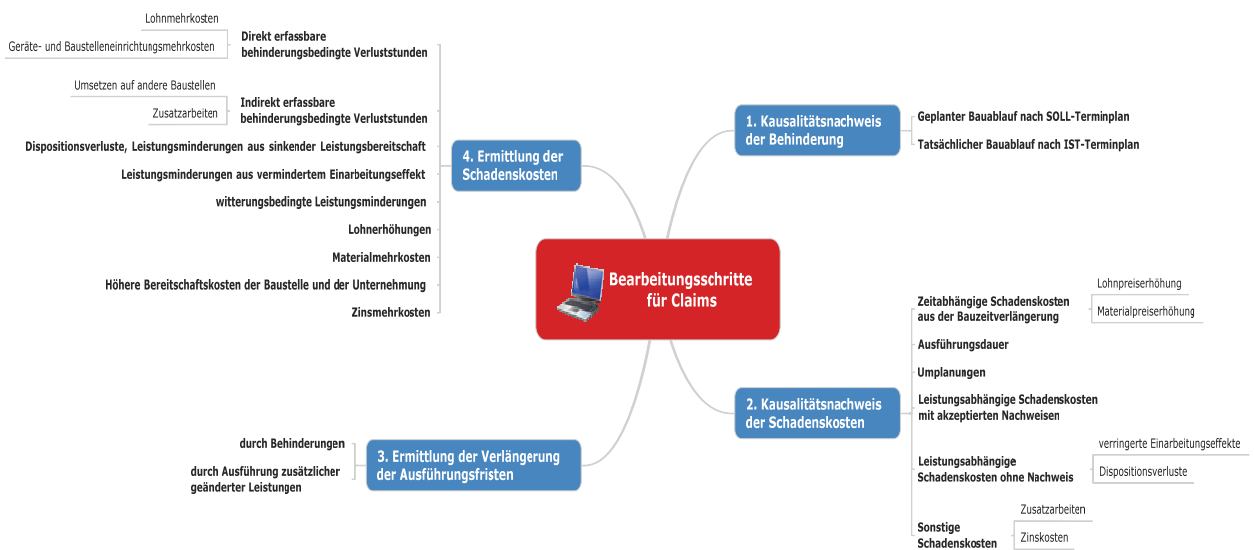 Bearbeitungsschritte
für Claims
1. Kausalitätsnachweis
der Behinderung
Geplanter Bauablauf nach SOLL-Terminplan
Tatsächlicher Bauablauf nach IST-Terminplan
2. Kausalitätsnachweis
der Schadenskosten
Zeitabhängige Schadenskosten
aus der Bauzeitverlängerung
Lohnpreiserhöhung
Materialpreiserhöhung
Ausführungsdauer
Umplanungen
Leistungsabhängige Schadenskosten
mit akzeptierten Nachweisen
Leistungsabhängige
Schadenskosten ohne Nachweis
verringerte Einarbeitungseffekte
Dispositionsverluste
Sonstige
Schadenskosten
Zusatzarbeiten
Zinskosten
3. Ermittlung der Verlängerung
der Ausführungsfristen
durch Behinderungen
durch Ausführung zusätzlicher
geänderter Leistungen
4. Ermittlung der
Schadenskosten
Direkt erfassbare
behinderungsbedingte Verluststunden
Lohnmehrkosten
Geräte- und Baustelleneinrichtungsmehrkosten
Indirekt erfassbare
behinderungsbedingte Verluststunden
Umsetzen auf andere Baustellen
Zusatzarbeiten
Dispositionsverluste, Leistungsminderungen aus sinkender Leistungsbereitschaft
Leistungsminderungen aus vermindertem Einarbeitungseffekt
witterungsbedingte Leistungsminderungen
Lohnerhöhungen
Materialmehrkosten
Höhere Bereitschaftskosten der Baustelle und der Unternehmung
Zinsmehrkosten